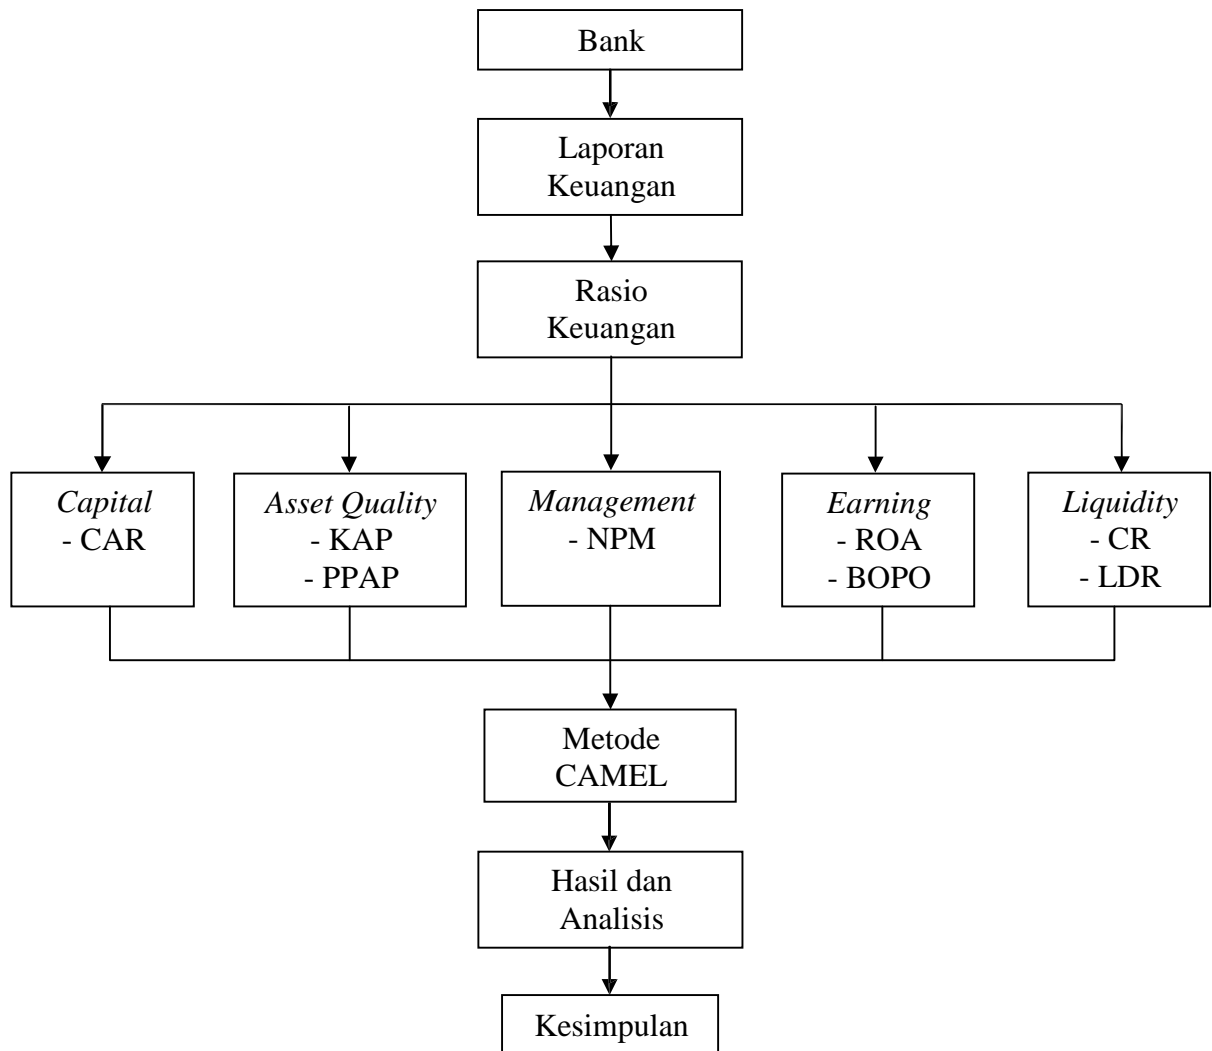 Bank
Laporan
Keuangan
Rasio
Keuangan
Capital
- CAR
Asset Quality
- KAP
- PPAP
Management
- NPM
Earning
- ROA
- BOPO
Liquidity
- CR
- LDR
Metode
CAMEL
Hasil dan
Analisis
Kesimpulan